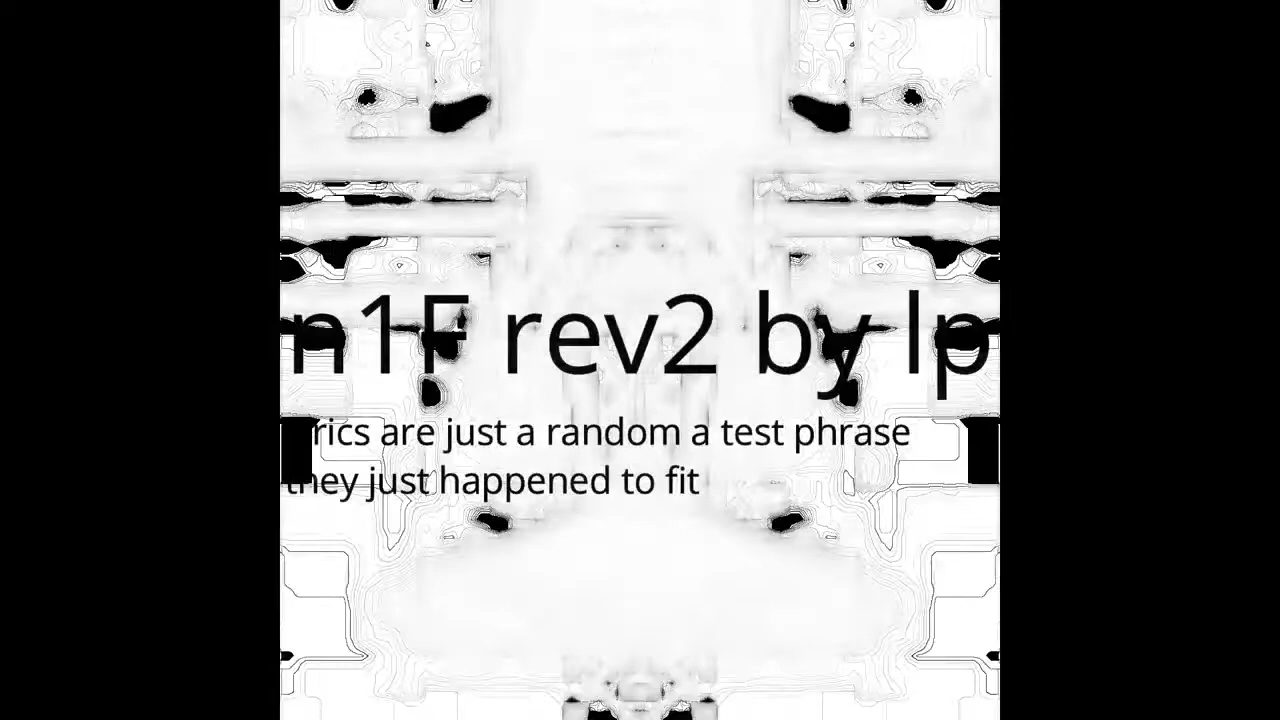 n1F rev2 by lp
rics are just a random a test phrase
they just happened to fit